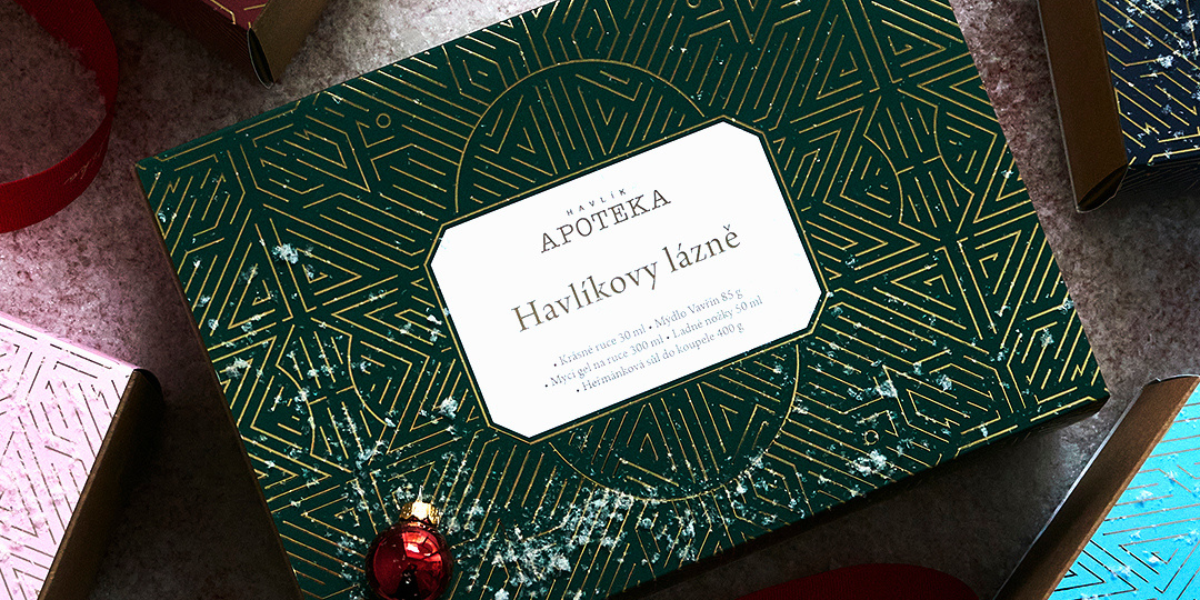 HAVLÍK
APOTEKA
Havlíkovy lázně
• Krásné ruce 30 ml • Mýdlo Vavřín 85 g
• Mycí gel na ruce 300 ml • Ladné nožky 50 ml
• Heřmánková sůl do koupele 400 g